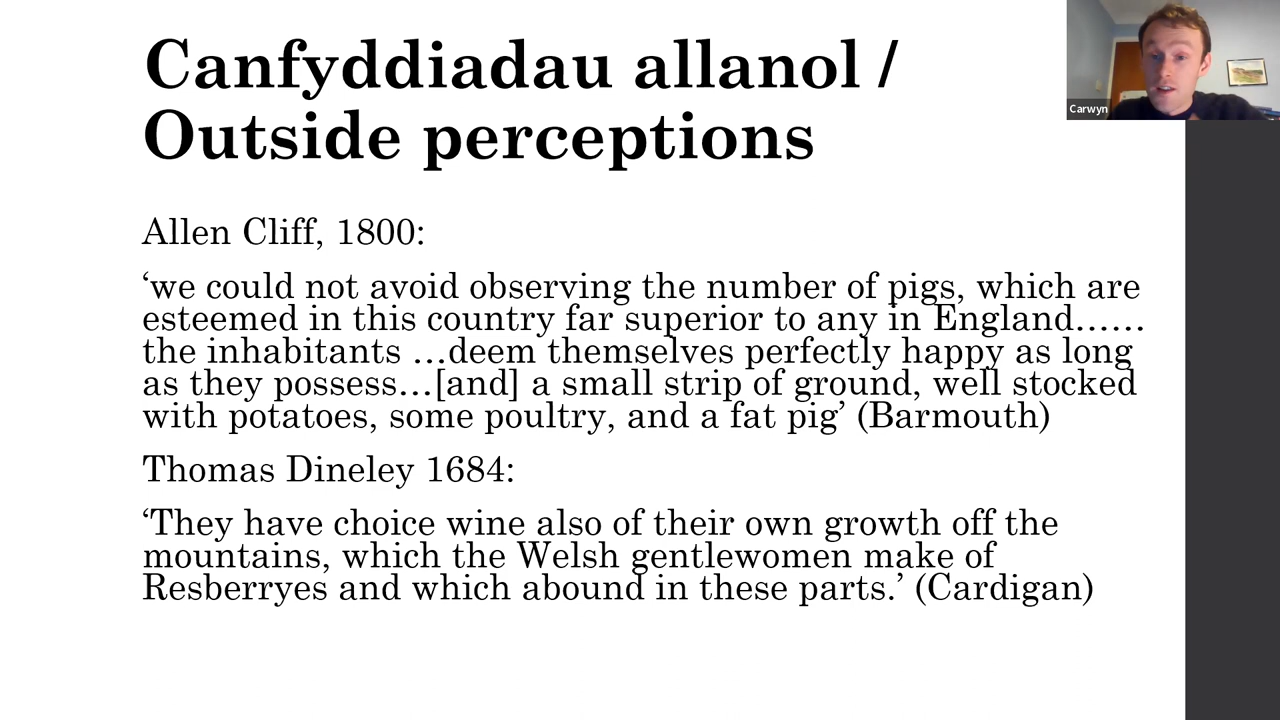 Canfyddiadau allanol /
Outside perceptions
Carwyn
Allen Cliff, 1800:
‘we could not avoid observing the number of pigs, which are
esteemed in this country far superior to any in England……
the inhabitants …deem themselves perfectly happy as long
as they possess…[and] a small strip of ground, well stocked
with potatoes, some poultry, and a fat pig’ (Barmouth)
Thomas Dineley 1684:
‘They have choice wine also of their own growth off the
mountains, which the Welsh gentlewomen make of
Resberryes and which abound in these parts.’ (Cardigan)